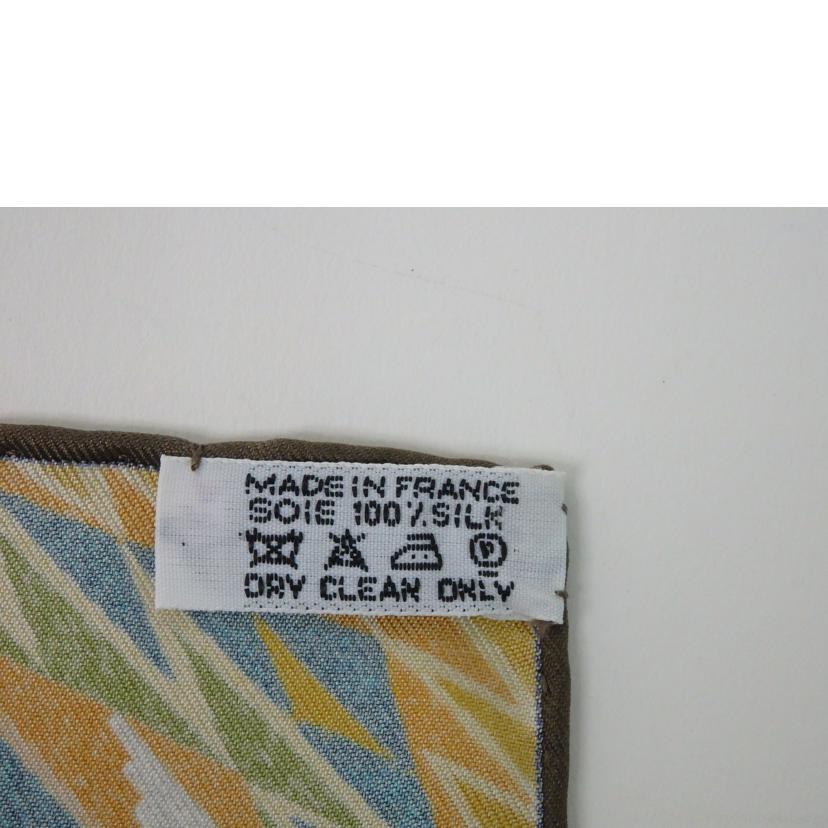 MADE IN FRANCE
SOIE 100% SILK
DRY CLEAN ONLY